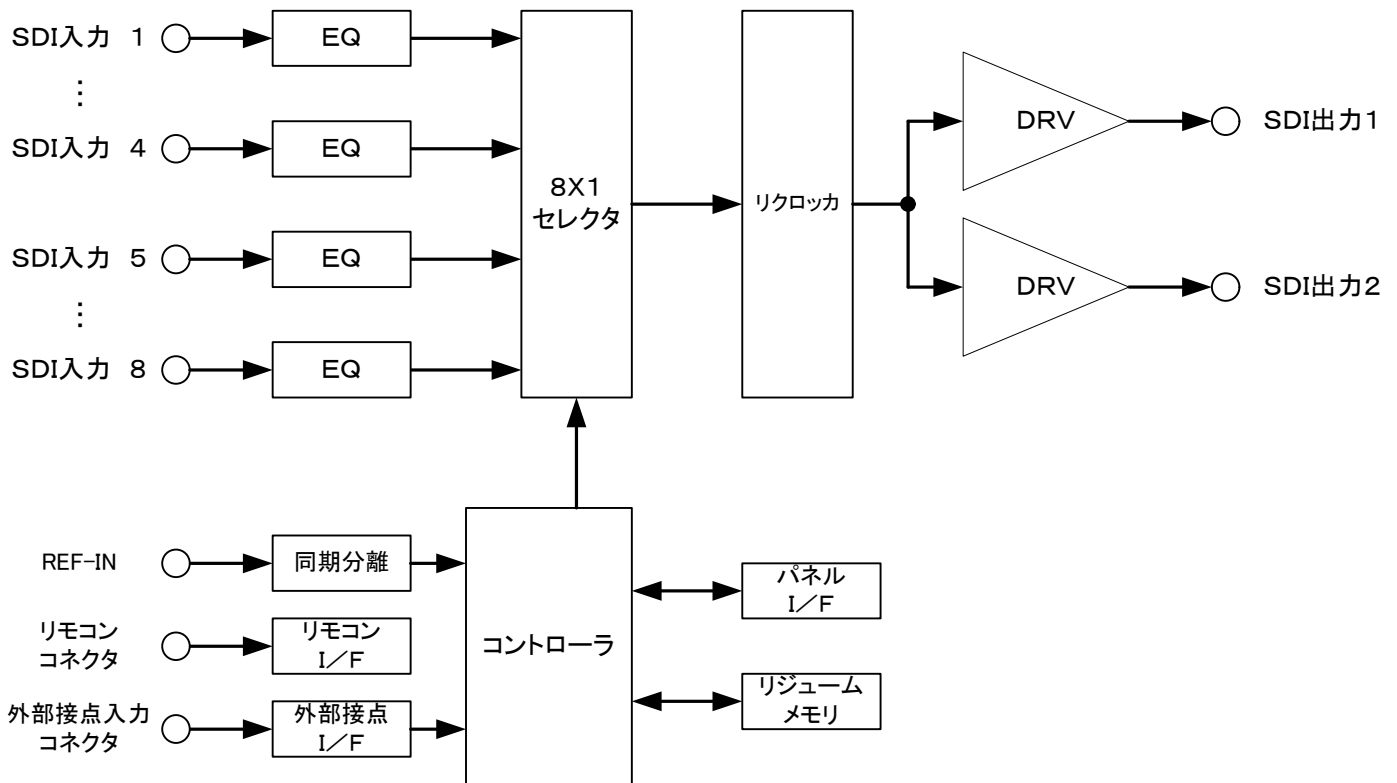 SDI入力 1
EQ
⋮
SDI入力 4
EQ
SDI入力 5
EQ
⋮
SDI入力 8
EQ
8X1
セレクタ
リクロッカ
DRV
SDI出力1
DRV
SDI出力2
REF-IN
同期分離
リモコン
コネクタ
リモコン
I/F
外部接点入力
コネクタ
外部接点
I/F
コントローラ
パネル
I/F
リジューム
メモリ